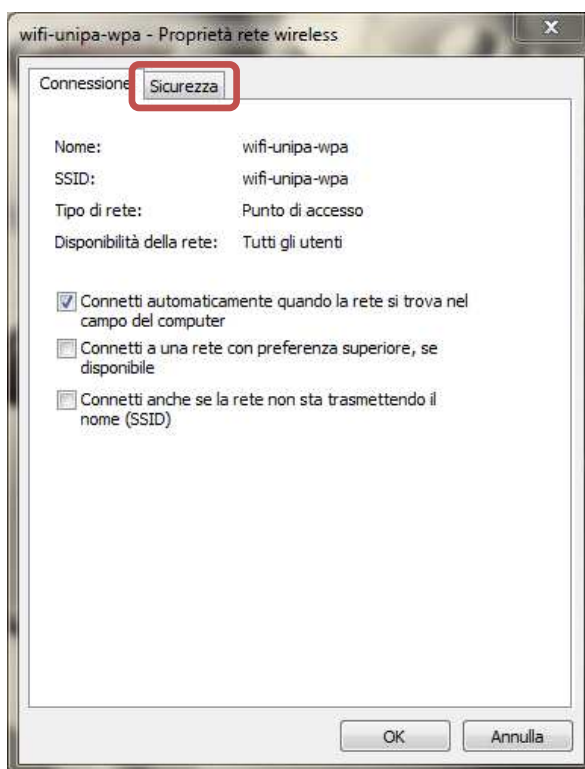 wifi-unipa-wpa - Proprietà rete wireless
x
Connessione Sicurezza
Nome: wifi-unipa-wpa
SSID: wifi-unipa-wpa
Tipo di rete: Punto di accesso
Disponibilità della rete: Tutti gli utenti
Connetti automaticamente quando la rete si trova nel
campo del computer
Connetti a una rete con preferenza superiore, se
disponibile
Connetti anche se la rete non sta trasmettendo il
nome (SSID)
OK Annulla